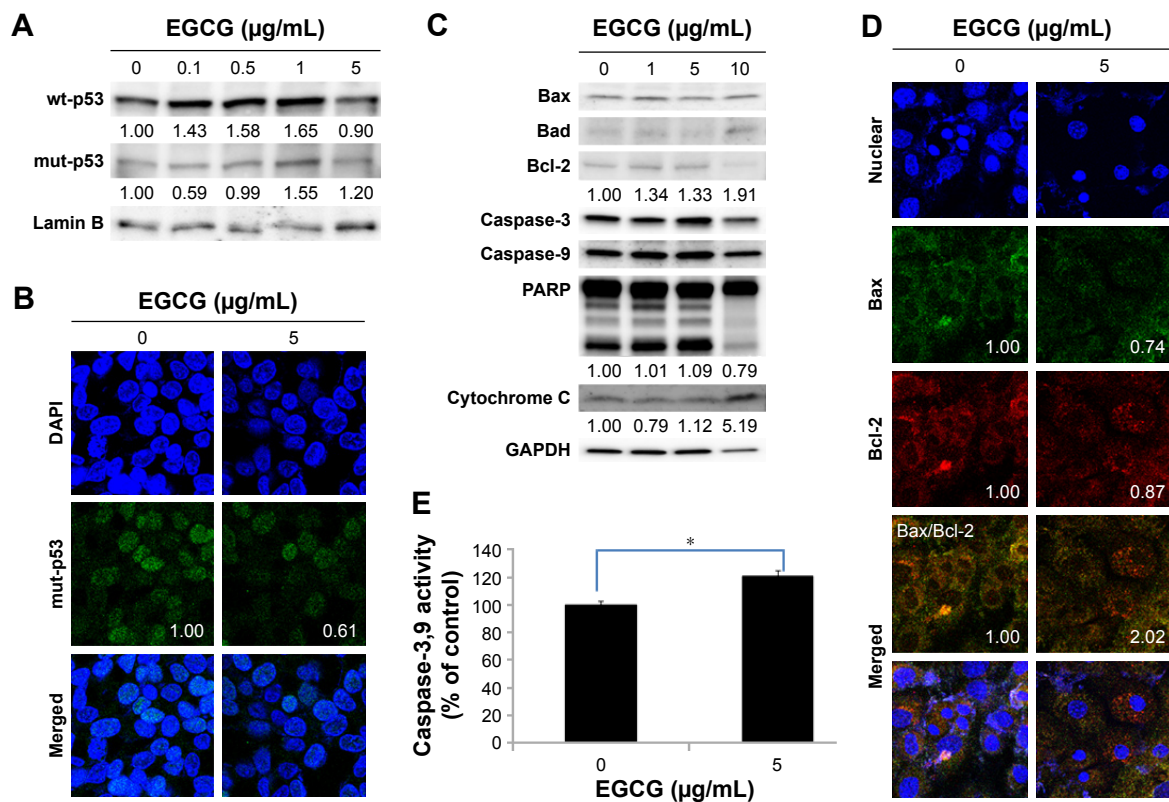 A
EGCG (µg/mL)
0 0.1 0.5 1 5
wt-p53
1.00 1.43 1.58 1.65 0.90
mut-p53
1.00 0.59 0.99 1.55 1.20
Lamin B
B
EGCG (µg/mL)
0 5
DAPI
mut-p53
1.00 0.61
Merged
C
EGCG (µg/mL)
0 1 5 10
Bax
Bad
Bcl-2
1.00 1.34 1.33 1.91
Caspase-3
Caspase-9
PARP
1.00 1.01 1.09 0.79
Cytochrome C
1.00 0.79 1.12 5.19
GAPDH
D
EGCG (µg/mL)
0 5
Nuclear
Bax
1.00 0.74
Bcl-2
1.00 0.87
Bax/Bcl-2
1.00 2.02
Merged
E
Caspase-3,9 activity
(% of control)
140
120
100
80
60
40
20
0
*
0 5
EGCG (µg/mL)